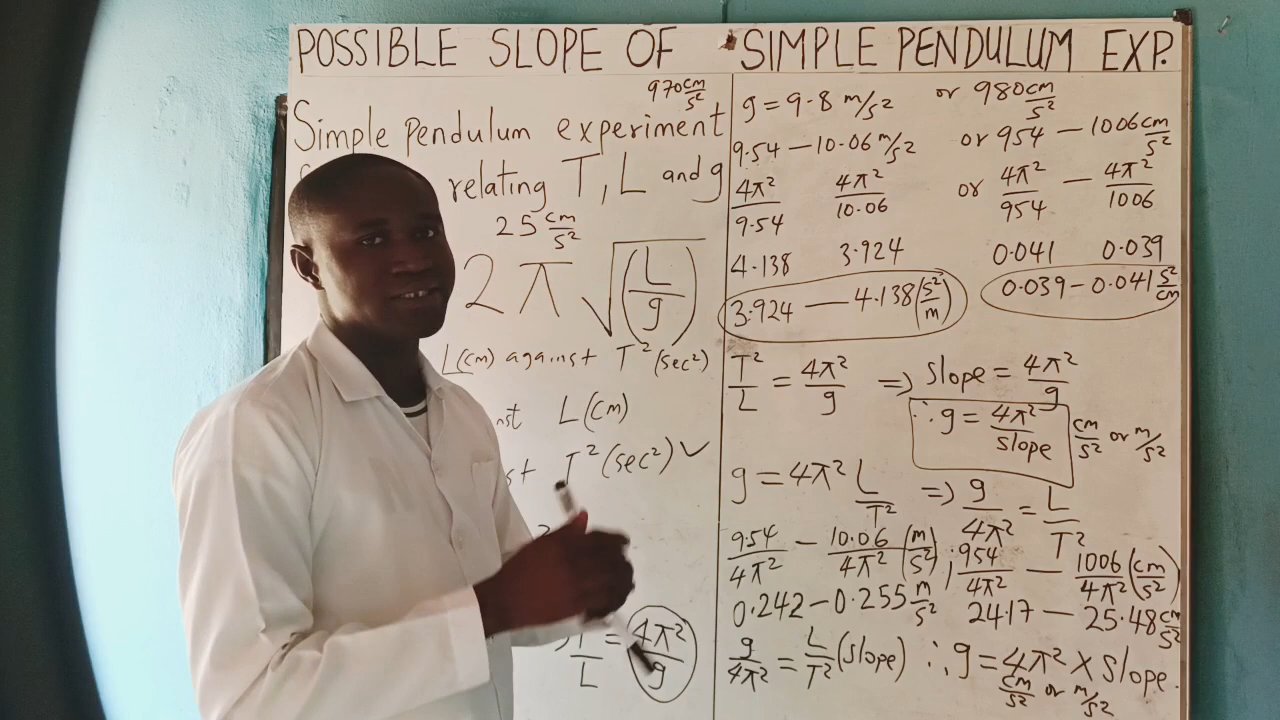 POSSIBLE SLOPE OF SIMPLE PENDULUM EXP.
970 cm/s²
Simple pendulum experiment
relating T, L and g
25 cm/s²
2π√(L/g)
L(cm) against T²(sec²)
nst L(cm)
st T²(sec²) ✓
T²/L = 4π²/g
g = 9.8 m/s² or 980 cm/s²
9.54 — 10.06 m/s² or 954 — 1006 cm/s²
4π²/9.54 4π²/10.06 or 4π²/954 — 4π²/1006
4.138 3.924 0.041 0.039
3.924 — 4.138 (s²/m) 0.039 – 0.041 s²/cm
T²/L = 4π²/g => slope = 4π²/g
∴ g = 4π²/slope cm/s² or m/s²
g = 4π² L/T² => g/4π² = L/T²
9.54/4π² — 10.06/4π² (m/s²) ; 954/4π² — 1006/4π² (cm/s²)
0.242 – 0.255 m/s² 24.17 — 25.48 cm/s²
g/4π² = L/T² (slope) ∴ g = 4π² × slope.
cm/s² or m/s²